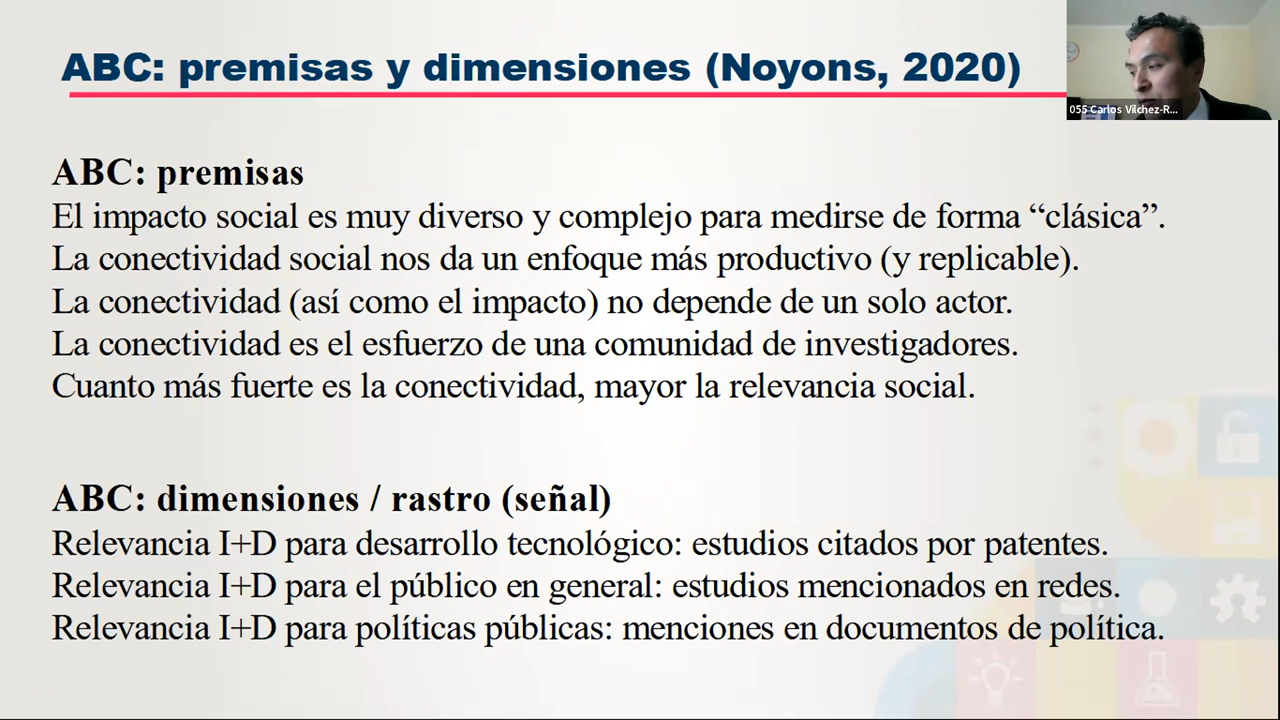 ABC: premisas y dimensiones (Noyons, 2020)
055 Carlos Vilchez-R...
ABC: premisas
El impacto social es muy diverso y complejo para medirse de forma “clásica”.
La conectividad social nos da un enfoque más productivo (y replicable).
La conectividad (así como el impacto) no depende de un solo actor.
La conectividad es el esfuerzo de una comunidad de investigadores.
Cuanto más fuerte es la conectividad, mayor la relevancia social.
ABC: dimensiones / rastro (señal)
Relevancia I+D para desarrollo tecnológico: estudios citados por patentes.
Relevancia I+D para el público en general: estudios mencionados en redes.
Relevancia I+D para políticas públicas: menciones en documentos de política.